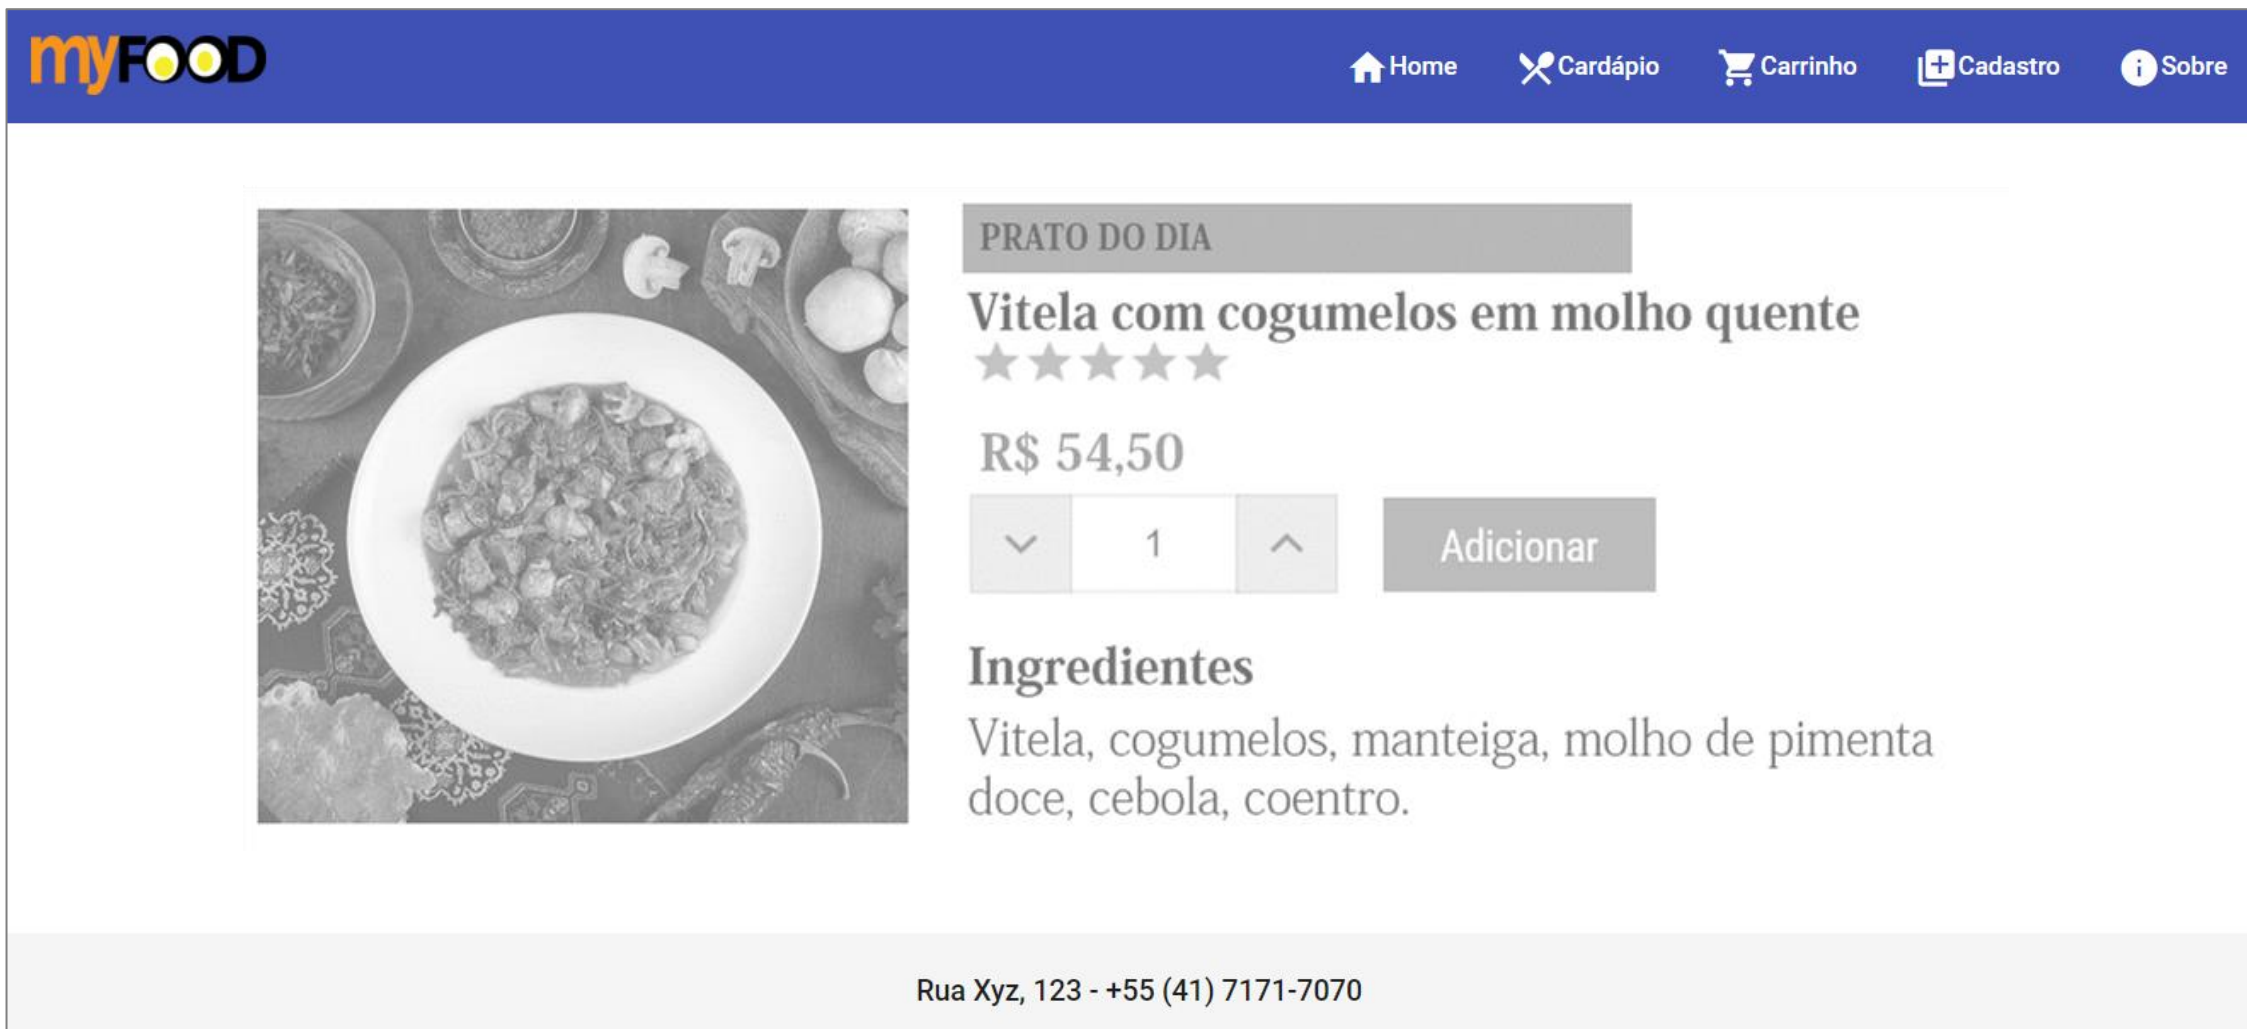 myFOOD
Home Cardápio Carrinho Cadastro Sobre
PRATO DO DIA
Vitela com cogumelos em molho quente
R$ 54,50
1 Adicionar
Ingredientes
Vitela, cogumelos, manteiga, molho de pimenta
doce, cebola, coentro.
Rua Xyz, 123 - +55 (41) 7171-7070